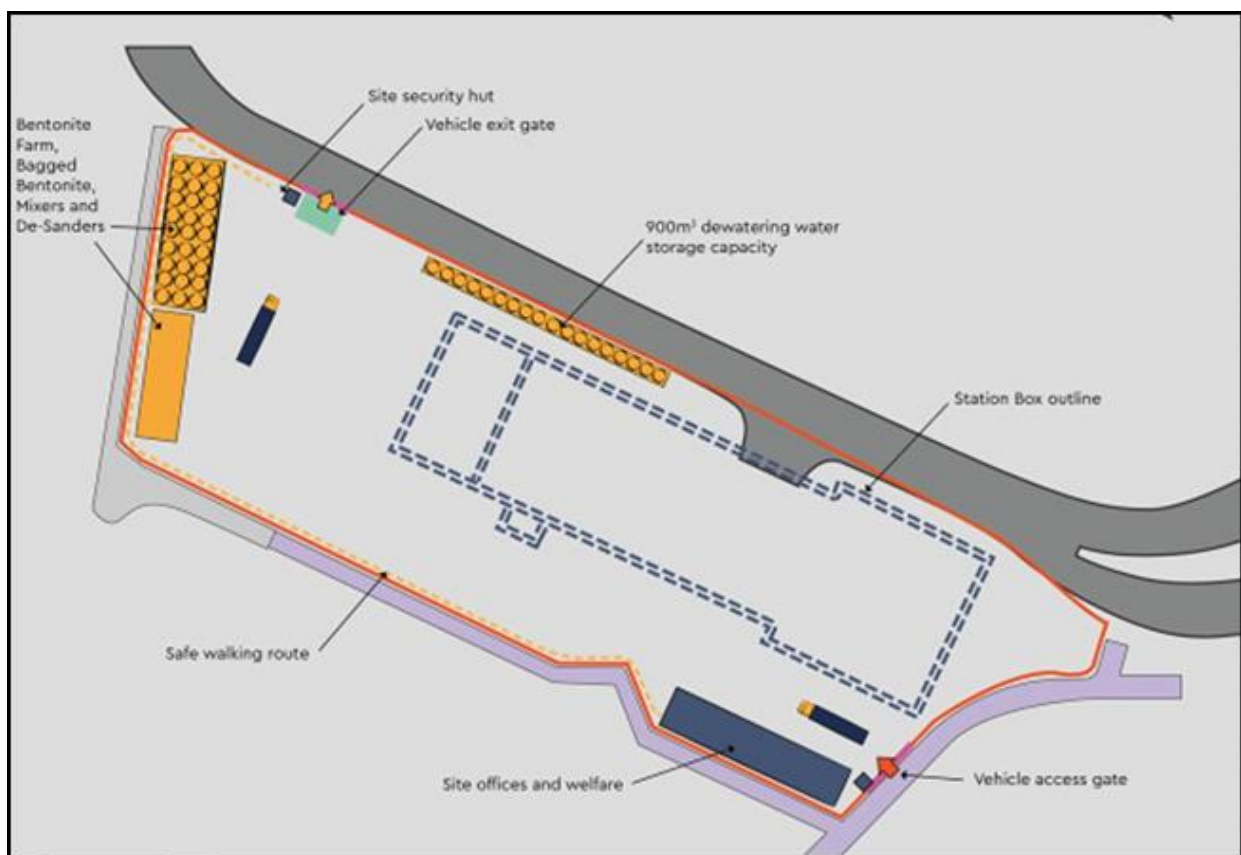 Site security hut
Vehicle exit gate
Bentonite
Farm,
Bagged
Bentonite,
Mixers and
De-Sanders
900m³ dewatering water
storage capacity
Station Box outline
Safe walking route
Site offices and welfare
Vehicle access gate